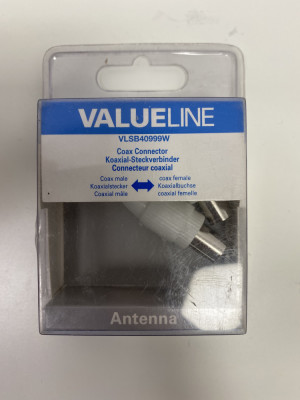 VALUELINE
VLSB40999W
Coax Connector
Koaxial-Steckverbinder
Connecteur coaxial
Coax male coax female
Koaxialstecker Koaxialbuchse
Coaxial mâle coaxial femelle
Antenna